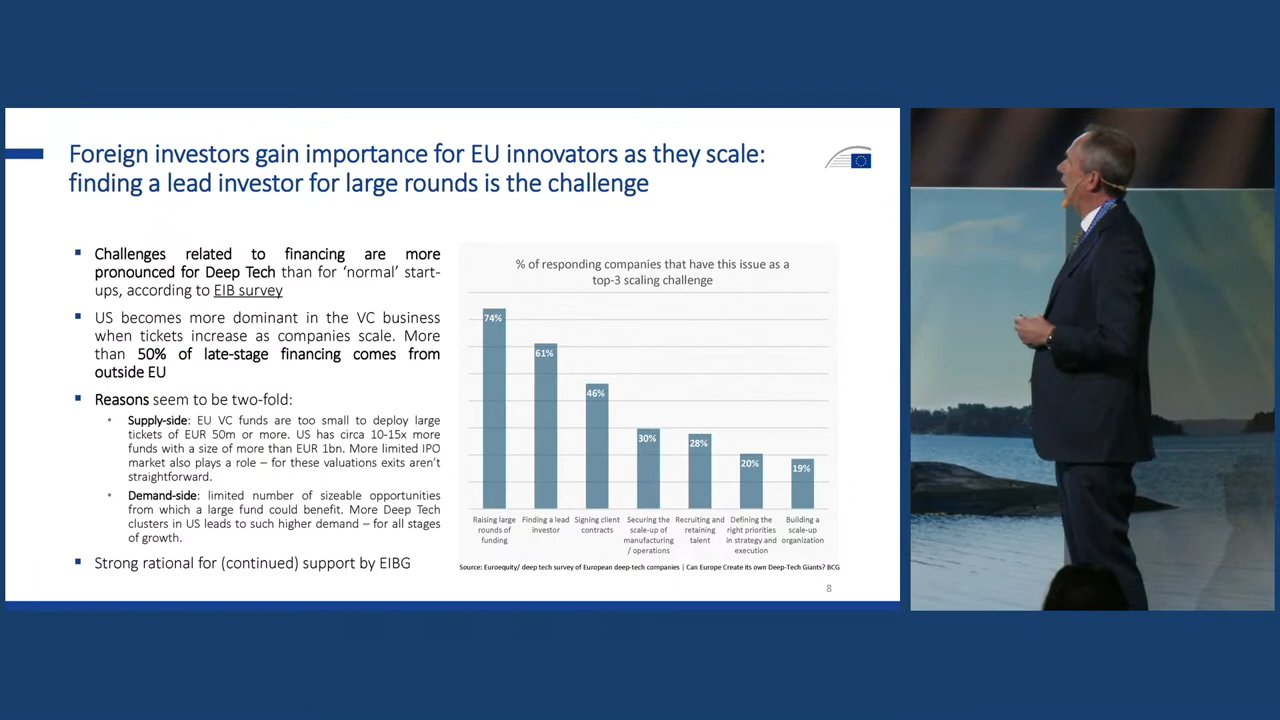 Foreign investors gain importance for EU innovators as they scale:
finding a lead investor for large rounds is the challenge
▪ Challenges related to financing are more
pronounced for Deep Tech than for ‘normal’ start-
ups, according to EIB survey
▪ US becomes more dominant in the VC business
when tickets increase as companies scale. More
than 50% of late-stage financing comes from
outside EU
▪ Reasons seem to be two-fold:
• Supply-side: EU VC funds are too small to deploy large
tickets of EUR 50m or more. US has circa 10-15x more
funds with a size of more than EUR 1bn. More limited IPO
market also plays a role – for these valuations exits aren’t
straightforward.
• Demand-side: limited number of sizeable opportunities
from which a large fund could benefit. More Deep Tech
clusters in US leads to such higher demand – for all stages
of growth.
▪ Strong rational for (continued) support by EIBG
% of responding companies that have this issue as a
top-3 scaling challenge
74%
61%
46%
30%
28%
20%
19%
Raising large
rounds of
funding
Finding a lead
investor
Signing client
contracts
Securing the
scale-up of
manufacturing
/ operations
Recruiting and
retaining
talent
Defining the
right priorities
in strategy and
execution
Building a
scale-up
organization
Source: Euroequity/ deep tech survey of European deep-tech companies | Can Europe Create its own Deep-Tech Giants? BCG
8